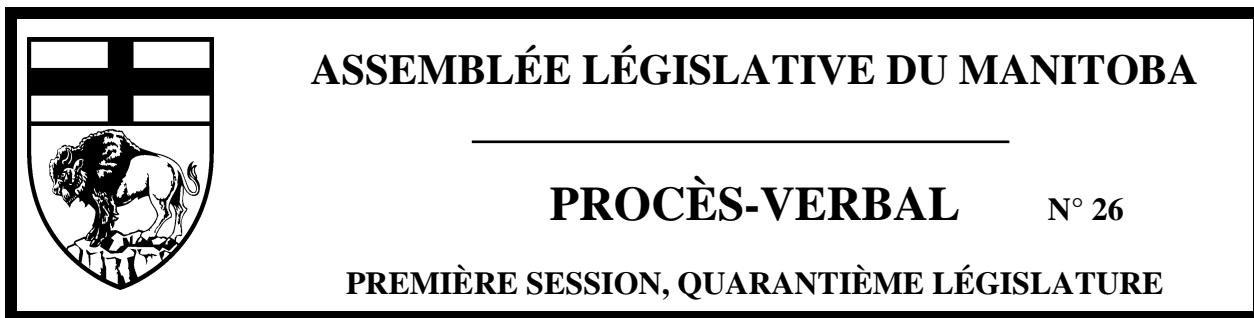 ASSEMBLÉE LÉGISLATIVE DU MANITOBA
PROCÈS-VERBAL N° 26
PREMIÈRE SESSION, QUARANTIÈME LÉGISLATURE